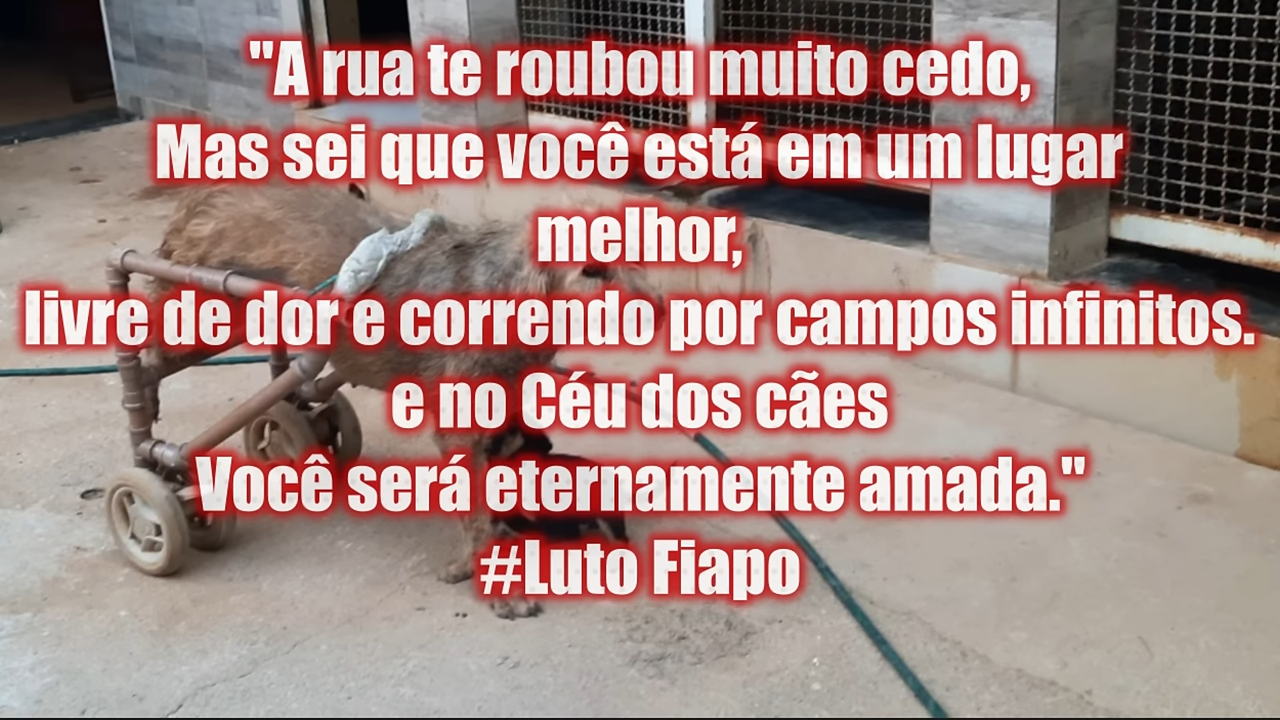 "A rua te roubou muito cedo,
Mas sei que você está em um lugar
melhor,
livre de dor e correndo por campos infinitos.
e no Céu dos cães
Você será eternamente amada."
#Luto Fiapo